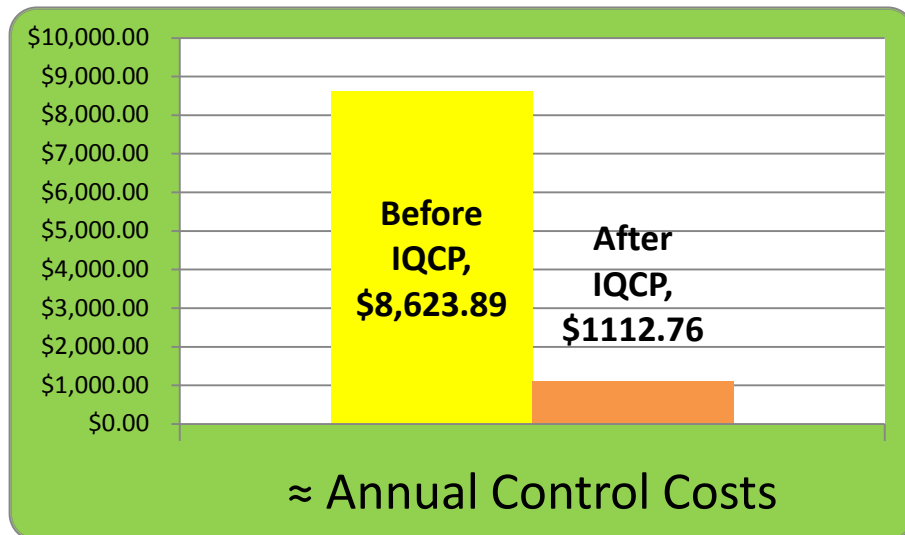 $10,000.00
$9,000.00
$8,000.00
$7,000.00
$6,000.00
$5,000.00
$4,000.00
$3,000.00
$2,000.00
$1,000.00
$0.00
Before
IQCP,
$8,623.89
After
IQCP,
$1112.76
≈ Annual Control Costs